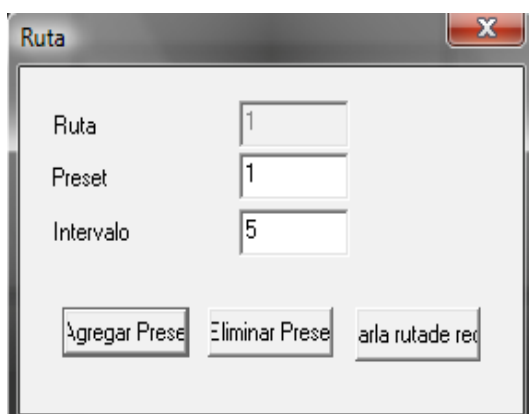 Ruta
Ruta 1
Preset 1
Intervalo 5
Agregar Prese Eliminar Prese arla rutade rec